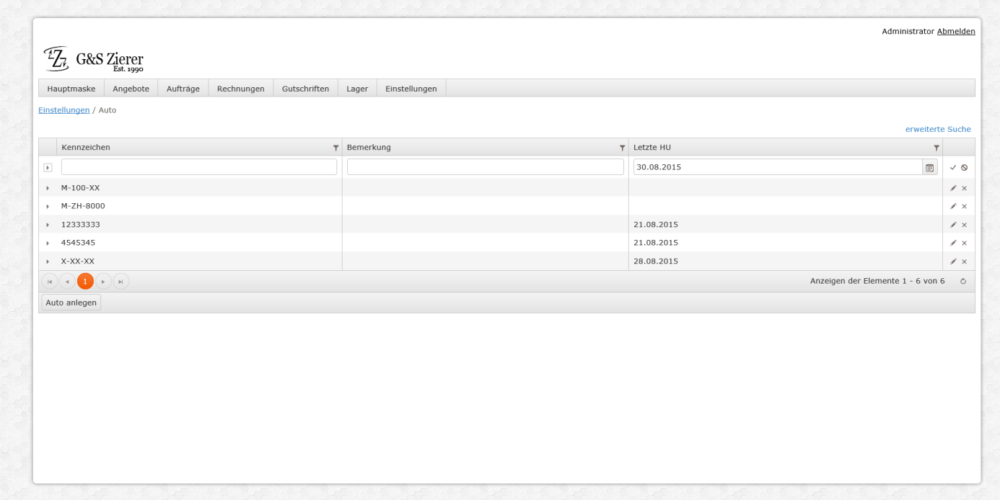 Administrator Abmelden
G&S Zierer
Est. 1990
Hauptmaske Angebote Aufträge Rechnungen Gutschriften Lager Einstellungen
Einstellungen / Auto
erweiterte Suche
Kennzeichen Bemerkung Letzte HU
30.08.2015
M-100-XX
M-ZH-8000
12333333 21.08.2015
4545345 21.08.2015
X-XX-XX 28.08.2015
1 Anzeigen der Elemente 1 - 6 von 6
Auto anlegen